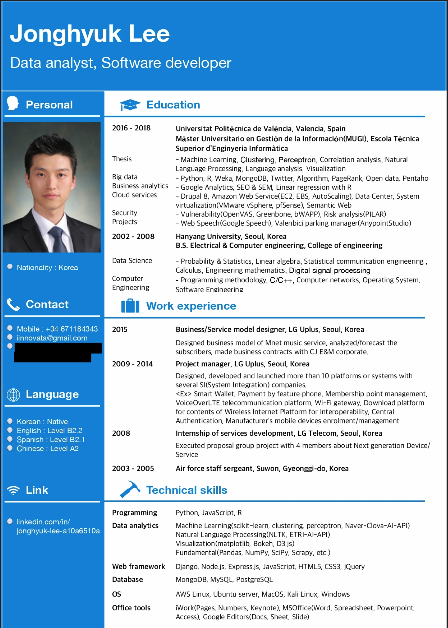 Jonghyuk Lee
Data analyst, Software developer
Personal
Nationality : Korea
Contact
Mobile : +34 671184343
iinnovata@gmail.com
Language
Korean : Native
English : Level B2.2
Spanish : Level B2.1
Chinese : Level A2
Link
linkedin.com/in/
jonghyuk-lee-a10a6510a
Education
2016 - 2018 Universitat Politècnica de València, Valencia, Spain
Máster Universitario en Gestión de la Información(MUGI), Escola Tècnica
Superior d'Enginyeria Informàtica
Thesis - Machine Learning, Clustering, Perceptron, Correlation analysis, Natural
Language Processing, Language analysis, Visualization
Big data - Python, R, Weka, MongoDB, Twitter, Algorithm, PageRank, Open data, Pentaho
Business analytics - Google Analytics, SEO & SEM, Linear regression with R
Cloud services - Drupal 8, Amazon Web Service(EC2, EBS, AutoScaling), Data Center, System
virtualization(VMware vSphere, pfSense), Semantic Web
Security - Vulnerability(OpenVAS, Greenbone, bWAPP), Risk analysis(PILAR)
Projects - Web Speech(Google Speech), Valenbici parking manager(AnypointStudio)
2002 - 2008 Hanyang University, Seoul, Korea
B.S. Electrical & Computer engineering, College of engineering
Data Science - Probability & Statistics, Linear algebra, Statistical communication engineering ,
Calculus, Engineering mathematics, Digital signal processing
Computer - Programming methodology, C/C++, Computer networks, Operating System,
Engineering Software Engineering
Work experience
2015 Business/Service model designer, LG Uplus, Seoul, Korea
Designed business model of Mnet music service, analyzed/forecast the
subscribers, made business contracts with CJ E&M corporate.
2009 - 2014 Project manager, LG Uplus, Seoul, Korea
Designed, developed and launched more than 10 platforms or systems with
several SI(System Integration) companies
<Ex> Smart Wallet, Payment by feature phone, Membership point management,
VoiceOverLTE telecommunication platform, Wi-Fi gateway, Download platform
for contents of Wireless Internet Platform for interoperability, Central
Authentication, Manufacturer's mobile devices enrolment/management
2008 Internship of services development, LG Telecom, Seoul, Korea
Executed proposal group project with 4 members about Next generation Device/
Service
2003 - 2005 Air force staff sergeant, Suwon, Gyeonggi-do, Korea
Technical skills
Programming Python, JavaScript, R
Data analytics Machine Learning(scikit-learn, clustering, perceptron, Naver-Clova-AI-API)
Natural Language Processing(NLTK, ETRI-AI-API)
Visualization(matplotlib, Bokeh, D3.js)
Fundamental(Pandas, NumPy, SciPy, Scrapy, etc.)
Web framework Django, Node.js, Express.js, JavaScript, HTML5, CSS3, jQuery
Database MongoDB, MySQL, PostgreSQL
OS AWS Linux, Ubuntu server, MacOS, Kali Linux, Windows
Office tools iWork(Pages, Numbers, Keynote), MSOffice(Word, Spreadsheet, Powerpoint,
Access), Google Editors(Docs, Sheet, Slide)